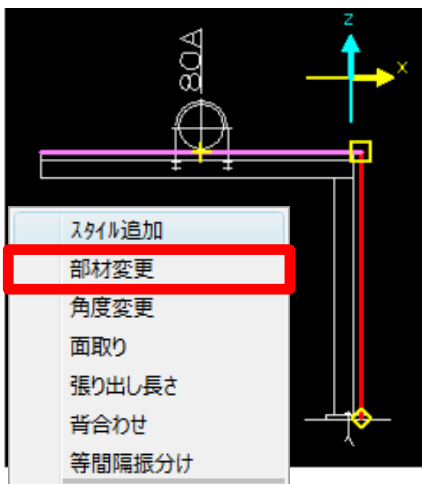 Z
X
80A
ｽﾀｲﾙ追加
部材変更
角度変更
面取り
張り出し長さ
背合わせ
等間隔振分け